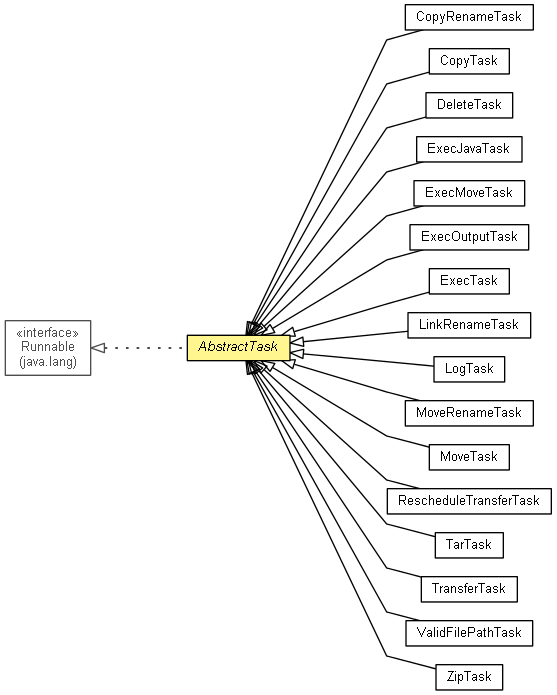 CopyRenameTask
CopyTask
DeleteTask
ExecJavaTask
ExecMoveTask
ExecOutputTask
ExecTask
«interface»
Runnable
(java.lang)
AbstractTask
LinkRenameTask
LogTask
MoveRenameTask
MoveTask
RescheduleTransferTask
TarTask
TransferTask
ValidFilePathTask
ZipTask